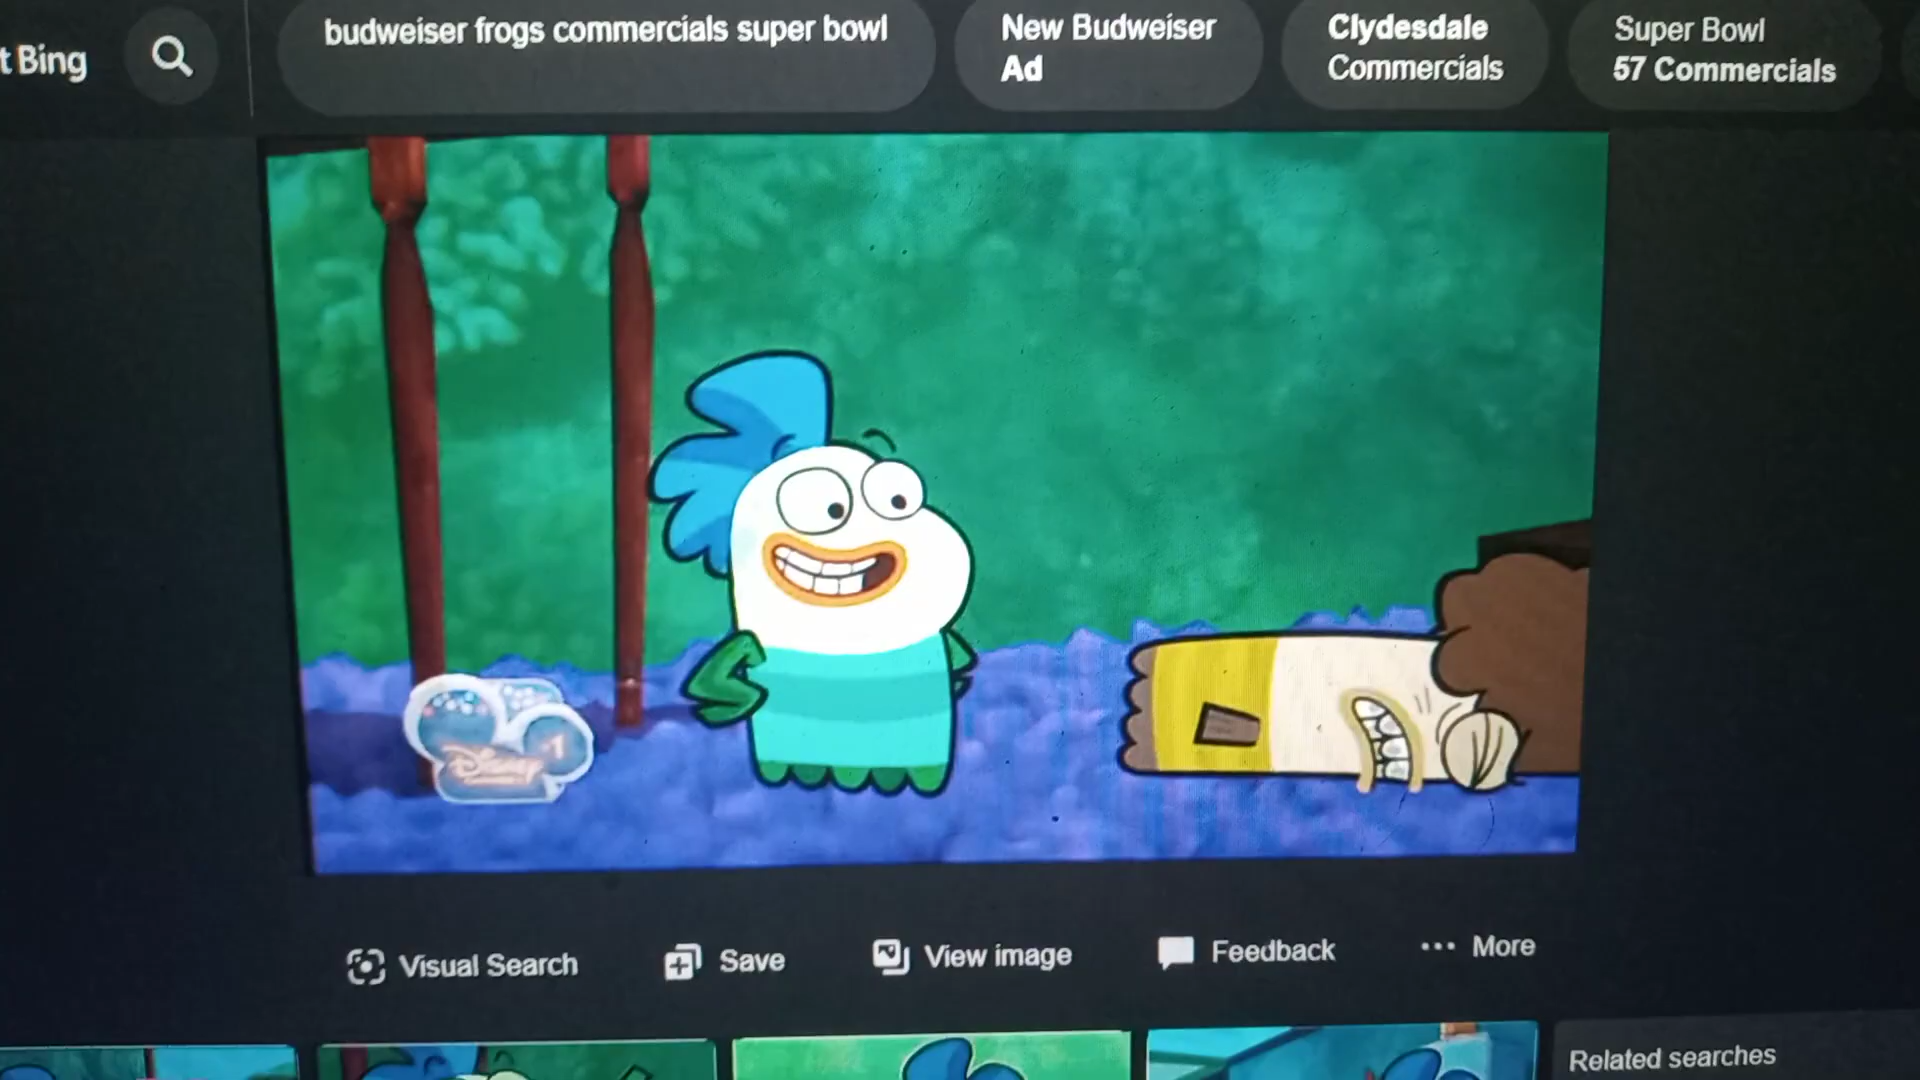 t Bing
budweiser frogs commercials super bowl
New Budweiser
Ad
Clydesdale
Commercials
Super Bowl
57 Commercials
Disney
Visual Search
Save
View image
Feedback
More
Related searches